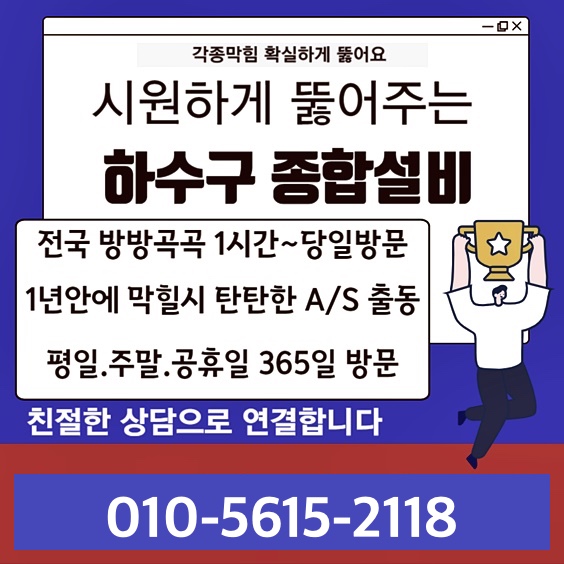 각종막힘 확실하게 뚫어요
시원하게 뚫어주는
하수구 종합설비
전국 방방곡곡 1시간~당일방문
1년안에 막힐시 탄탄한 A/S 출동
평일.주말.공휴일 365일 방문
친절한 상담으로 연결합니다
010-5615-2118